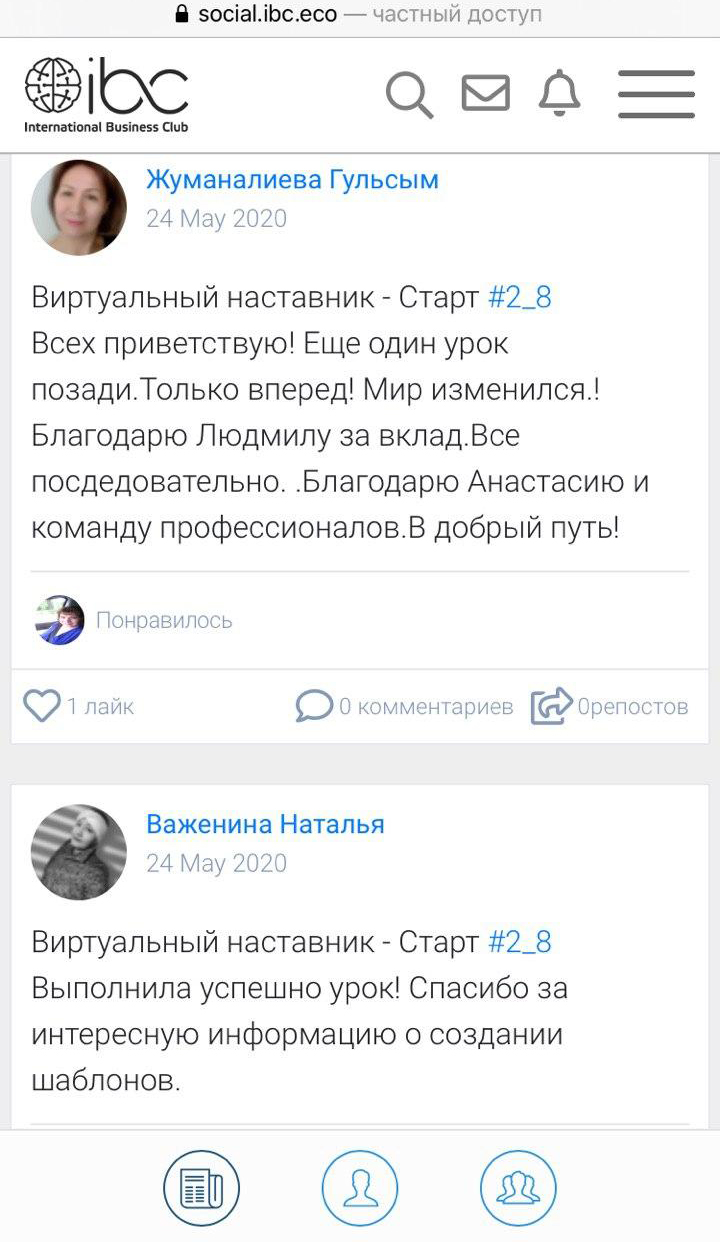 social.ibc.eco — частный доступ
ibc
International Business Club
Жуманалиева Гульсым
24 May 2020
Виртуальный наставник - Старт #2_8
Всех приветствую! Еще один урок
позади.Только вперед! Мир изменился.!
Благодарю Людмилу за вклад.Все
посдедовательно. .Благодарю Анастасию и
команду профессионалов.В добрый путь!
Понравилось
1 лайк 0 комментариев 0репостов
Важенина Наталья
24 May 2020
Виртуальный наставник - Старт #2_8
Выполнила успешно урок! Спасибо за
интересную информацию о создании
шаблонов.